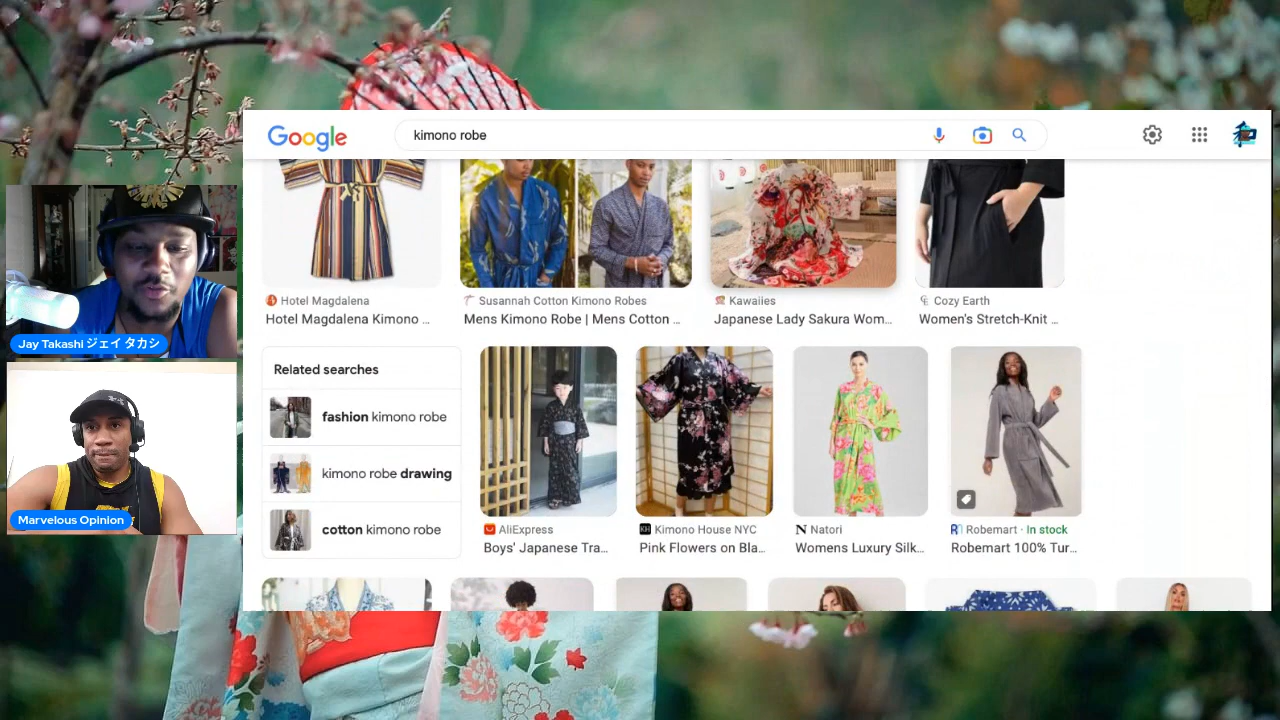 Google
kimono robe
Hotel Magdalena
Hotel Magdalena Kimono ...
Susannah Cotton Kimono Robes
Mens Kimono Robe | Mens Cotton ...
Kawaiies
Japanese Lady Sakura Wom...
Cozy Earth
Women's Stretch-Knit ...
Jay Takashi ジェイ タカシ
Related searches
fashion kimono robe
kimono robe drawing
cotton kimono robe
AliExpress
Boys' Japanese Tra...
KH Kimono House NYC
Pink Flowers on Bla...
N Natori
Womens Luxury Silk...
Robemart · In stock
Robemart 100% Tur...
Marvelous Opinion